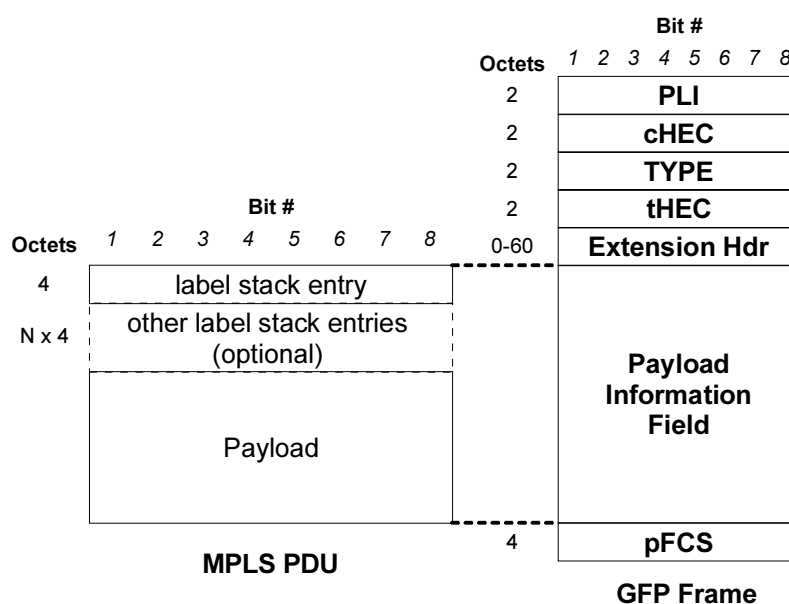 Bit #
Octets 1 2 3 4 5 6 7 8
2 PLI
2 cHEC
2 TYPE
2 tHEC
0-60 Extension Hdr
Bit #
Octets 1 2 3 4 5 6 7 8
4 label stack entry
N x 4 other label stack entries
(optional)
Payload
Payload
Information
Field
4 pFCS
MPLS PDU
GFP Frame